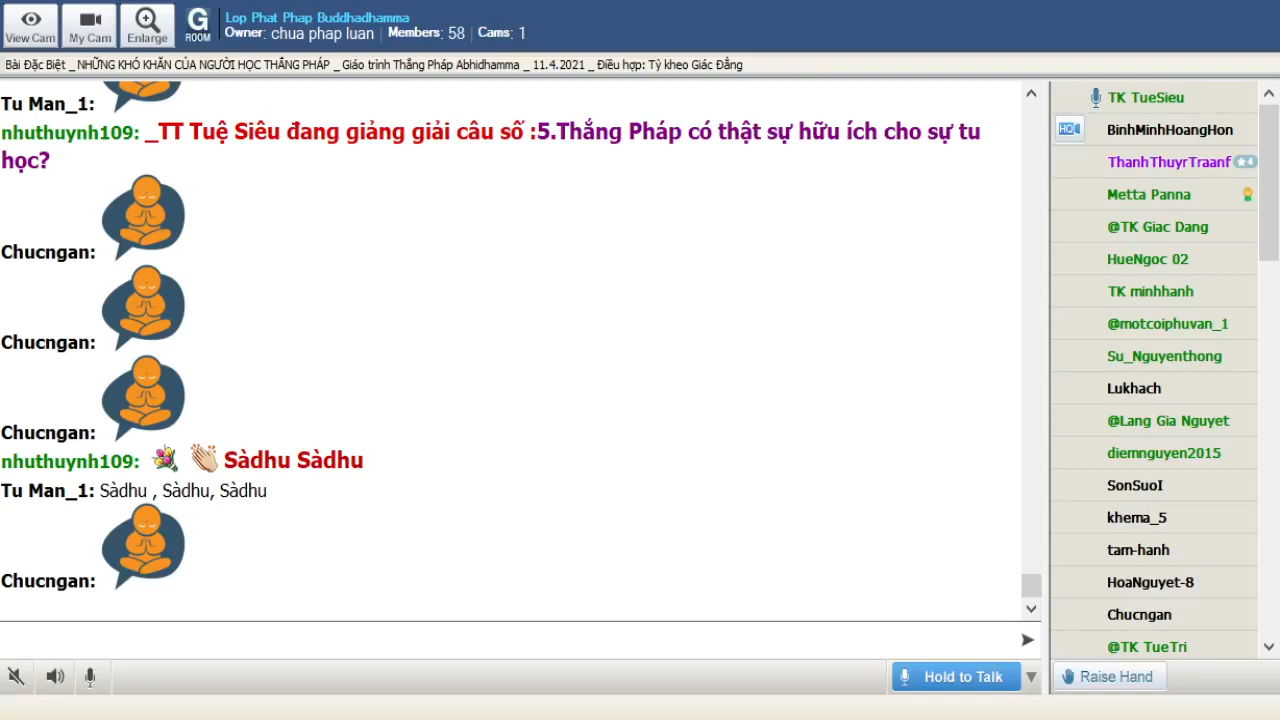 View Cam
My Cam
Enlarge
G
ROOM
Lop Phat Phap Buddhadhamma
Owner: chua phap luan | Members: 58 | Cams: 1
Bài Đặc Biệt _ NHỮNG KHÓ KHĂN CỦA NGƯỜI HỌC THẮNG PHÁP _ Giáo trình Thắng Pháp Abhidhamma _ 11.4.2021 _ Điều hợp: Tỳ kheo Giác Đẳng
Tu Man_1:
nhuthuynh109: _TT Tuệ Siêu đang giảng giải câu số :5.Thắng Pháp có thật sự hữu ích cho sự tu
học?
Chucngan:
Chucngan:
Chucngan:
nhuthuynh109: Sàdhu Sàdhu
Tu Man_1: Sàdhu , Sàdhu, Sàdhu
Chucngan:
TK TueSieu
HD BinhMinhHoangHon
ThanhThuyrTraanf 4
Metta Panna
@TK Giac Dang
HueNgoc 02
TK minhhanh
@motcoiphuvan_1
Su_Nguyenthong
Lukhach
@Lang Gia Nguyet
diemnguyen2015
SonSuoI
khema_5
tam-hanh
HoaNguyet-8
Chucngan
@TK TueTri
Hold to Talk
Raise Hand